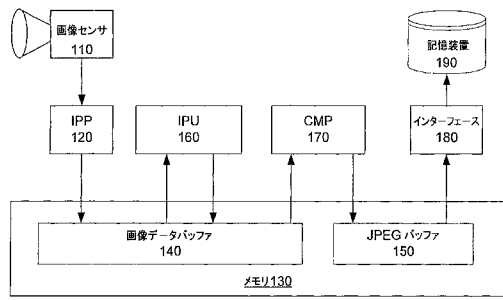 画像センサ
110
記憶装置
190
IPP
120
IPU
160
CMP
170
インターフェース
180
画像データバッファ
140
JPEG バッファ
150
メモリ130